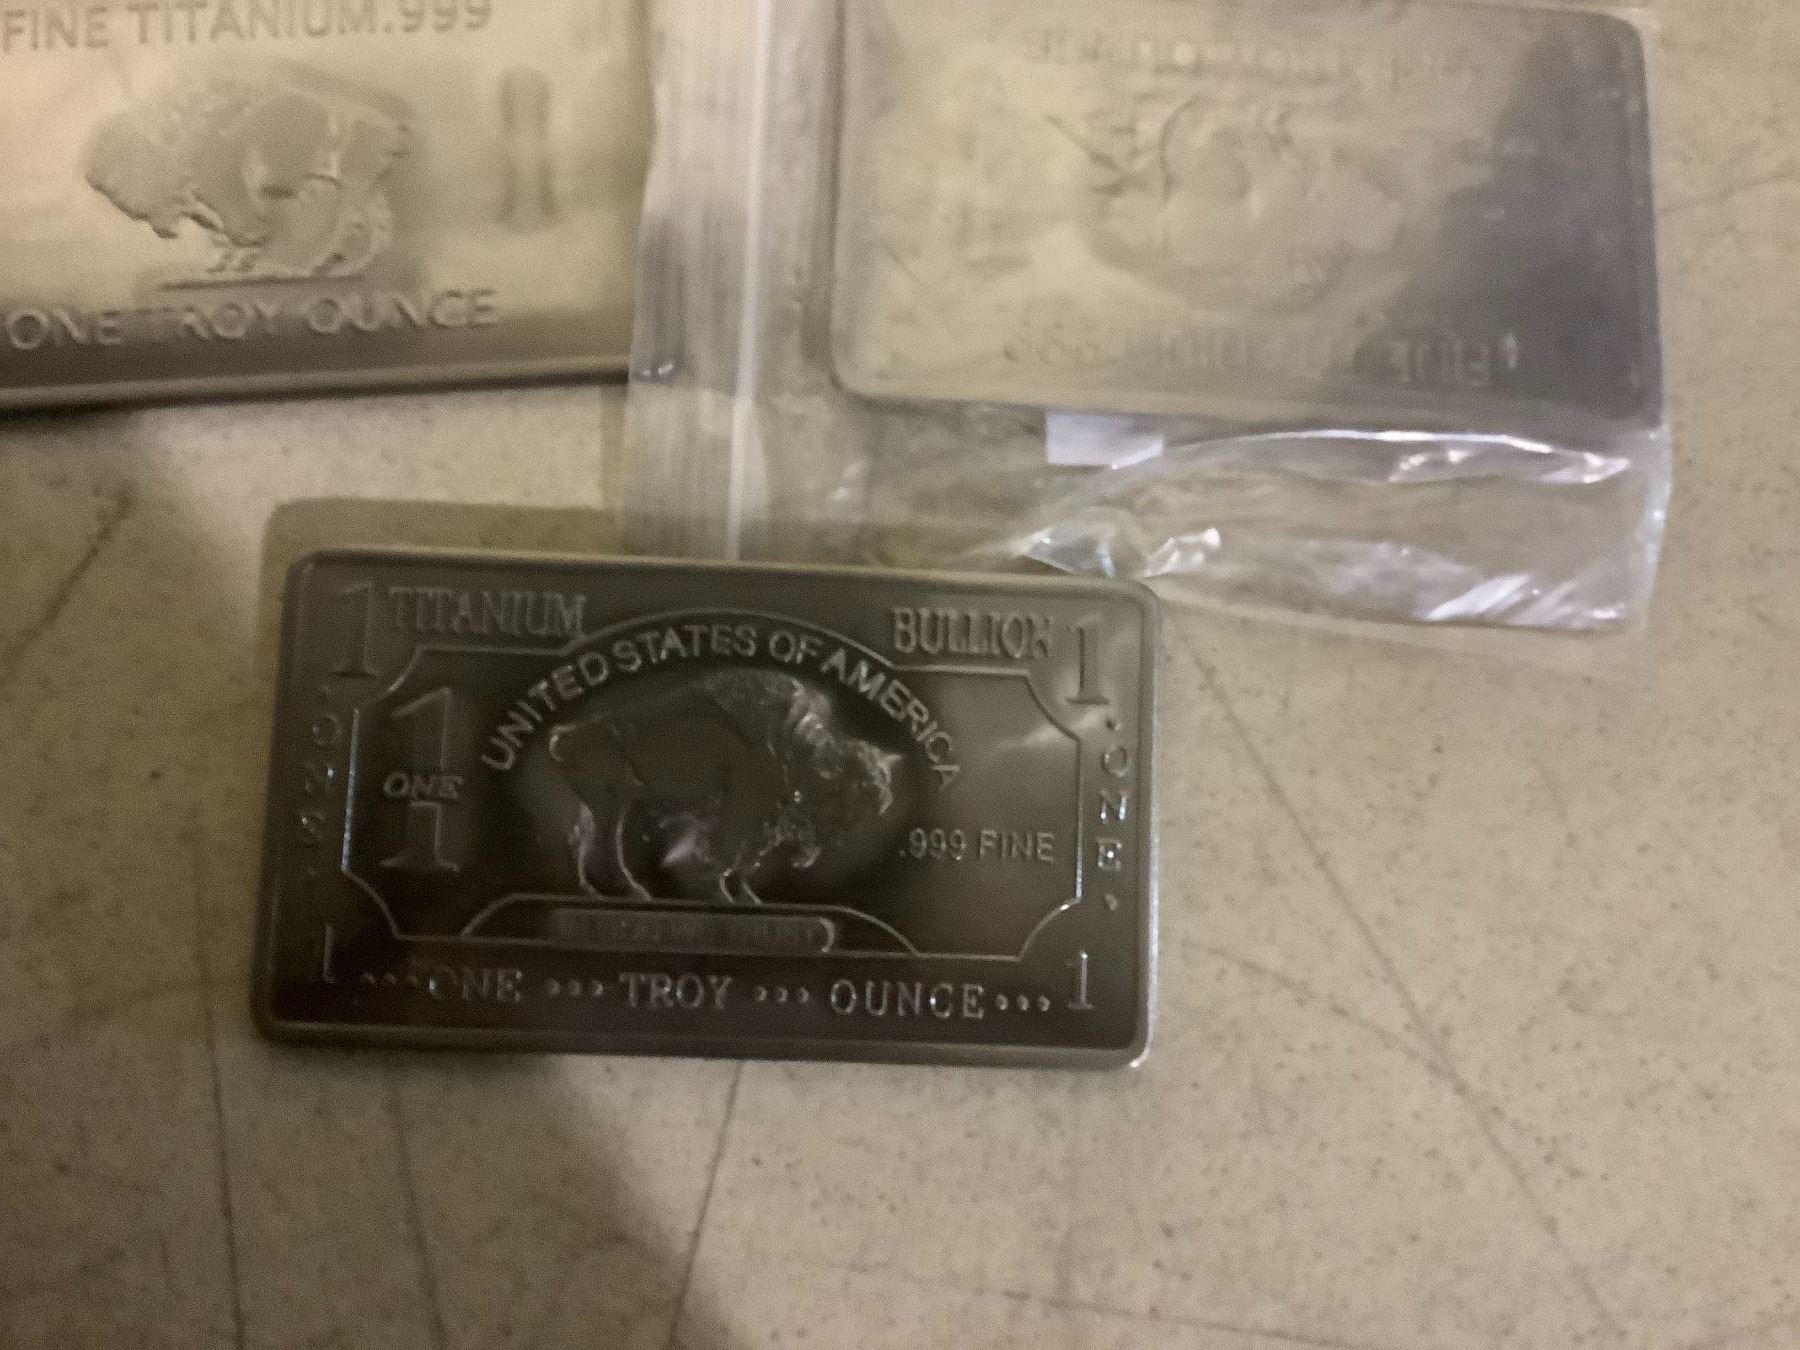 FINE TITANIUM.999
ONE TROY OUNCE
1 TITANIUM BULLION 1
UNITED STATES OF AMERICA
1
ONE
.999 FINE
ONE
ONE
TRUST
1 ONE TROY OUNCE 1